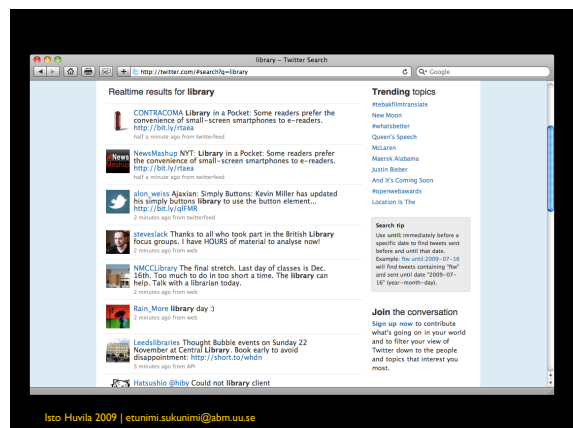 library – Twitter Search
http://twitter.com/#search?q=library
Google
Realtime results for library
CONTRACOMA Library in a Pocket: Some readers prefer the
convenience of small-screen smartphones to e-readers.
http://bit.ly/rtaea
half a minute ago from twitterfeed
#News
Mashup
NewsMashup NYT: Library in a Pocket: Some readers prefer
the convenience of small-screen smartphones to e-readers.
http://bit.ly/rtaea
half a minute ago from twitterfeed
alon_weiss Ajaxian: Simply Buttons: Kevin Miller has updated
his simply buttons library to use the button element...
http://bit.ly/qIFMR
2 minutes ago from twitterfeed
steveslack Thanks to all who took part in the British Library
focus groups. I have HOURS of material to analyse now!
2 minutes ago from web
NMCCLibrary The final stretch. Last day of classes is Dec.
16th. Too much to do in too short a time. The library can
help. Talk with a librarian today.
2 minutes ago from web
Rain_More library day :)
2 minutes ago from web
Leedslibraries Thought Bubble events on Sunday 22
November at Central Library. Book early to avoid
disappointment: http://short.to/whdn
5 minutes ago from API
Hatsushio @hiby Could not library client
Trending topics
#tebakfilmtranslate
New Moon
#whatsbetter
Queen's Speech
McLaren
Maersk Alabama
Justin Bieber
And It's Coming Soon
#openwebawards
Location Is The
Search tip
Use until: immediately before a
specific date to find tweets sent
before and until that date.
Example: ftw until:2009-07-16
will find tweets containing "ftw"
and sent until date "2009-07-
16" (year-month-day).
Join the conversation
Sign up now to contribute
what's going on in your world
and to filter your view of
Twitter down to the people
and topics that interest you
most.
Isto Huvila 2009 | etunimi.sukunimi@abm.uu.se